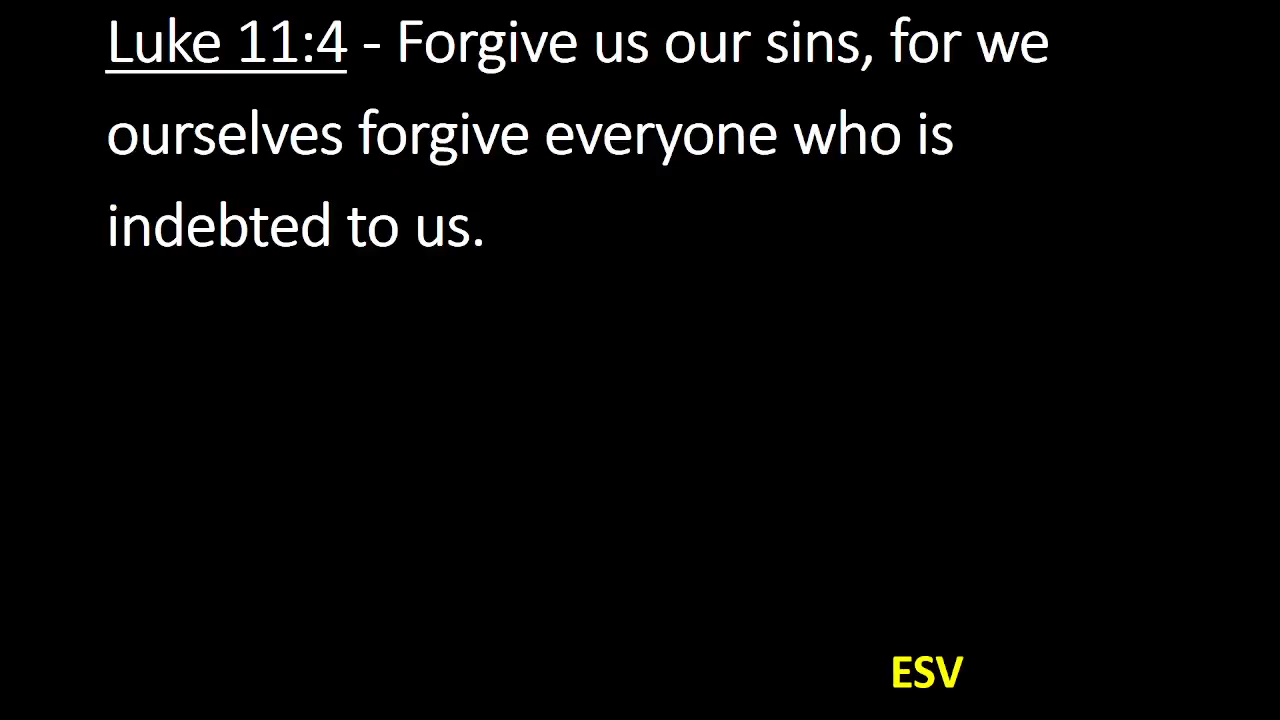 Luke 11:4 - Forgive us our sins, for we
ourselves forgive everyone who is
indebted to us.
ESV